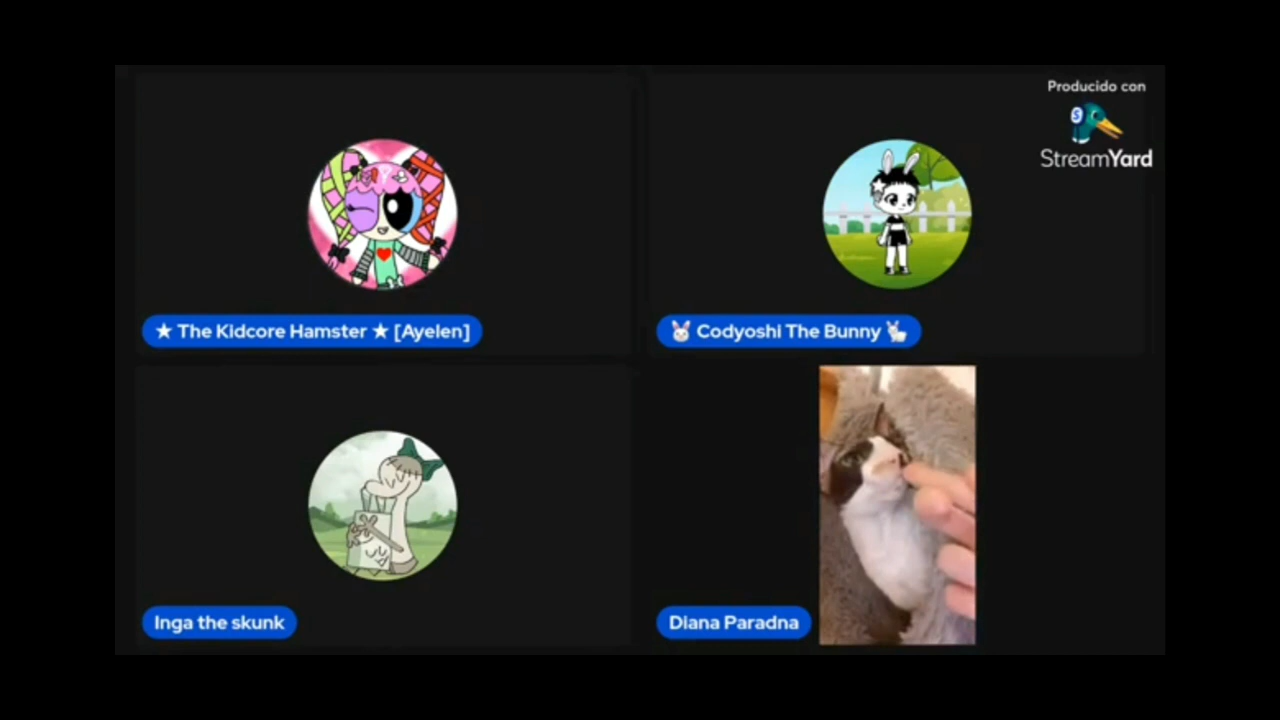 Producido con
StreamYard
★ The Kidcore Hamster ★ [Ayelen]
🐰 Codyoshi The Bunny 🐇
Inga the skunk
Diana Paradna